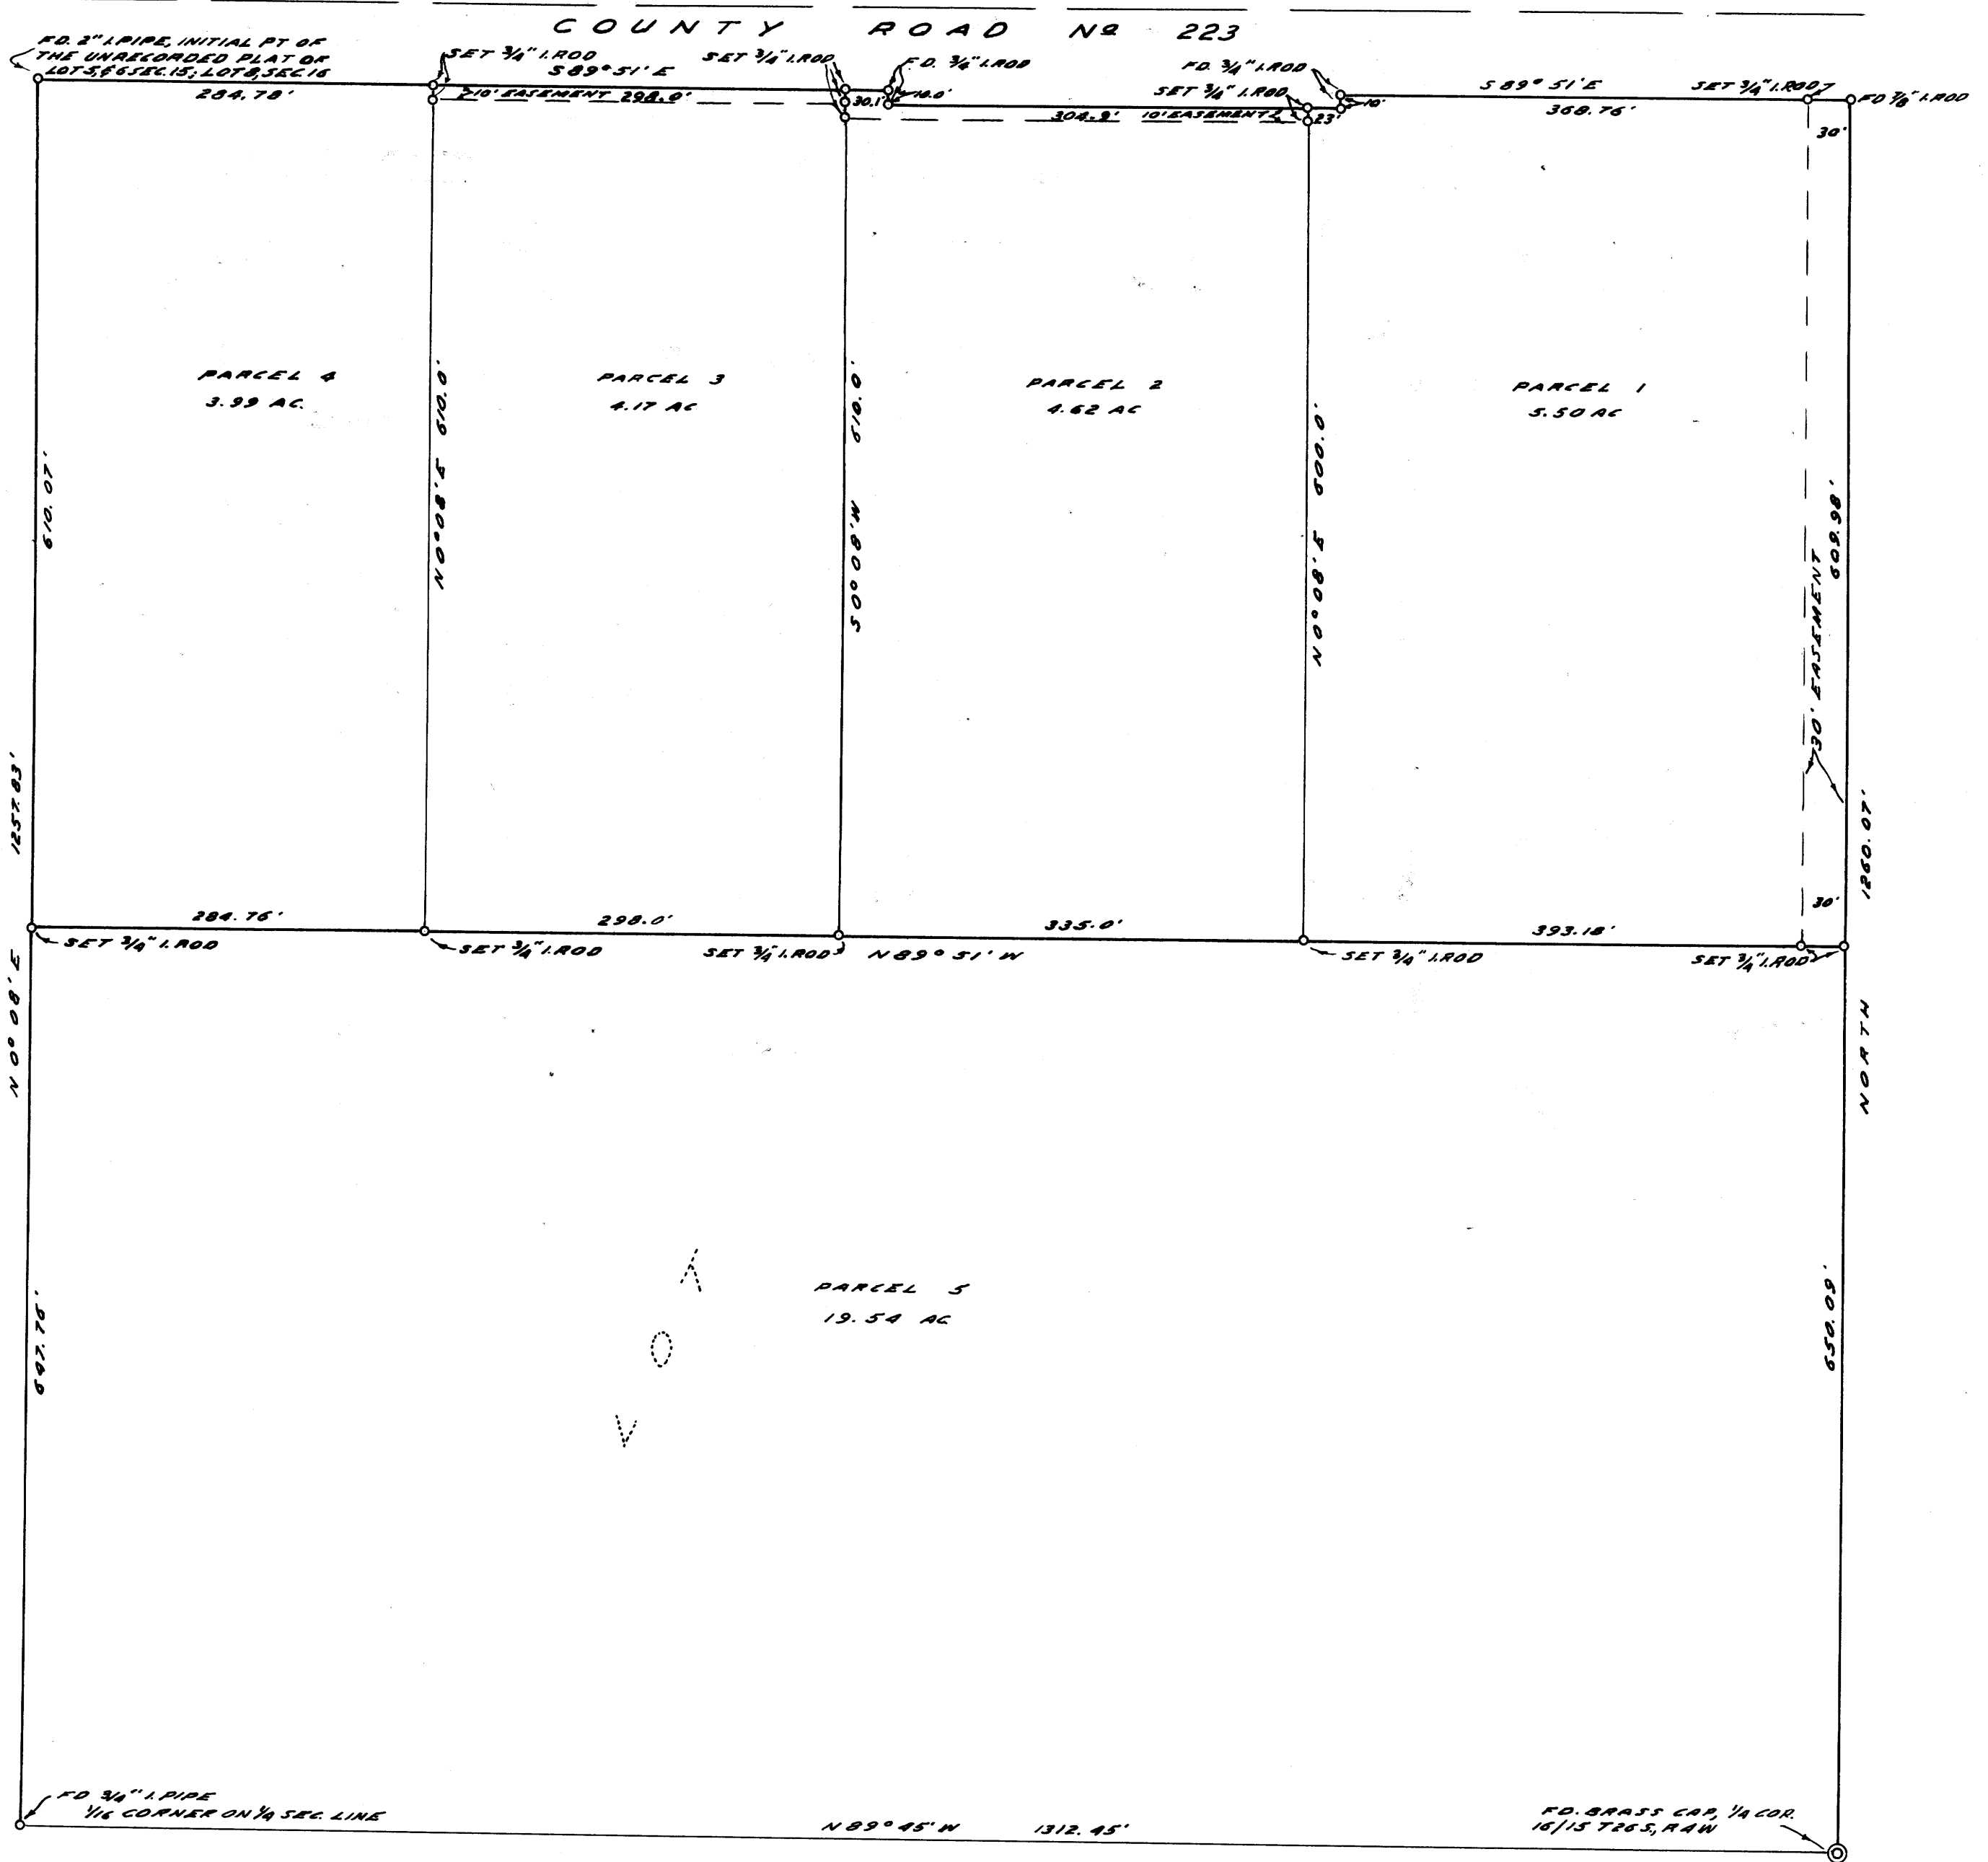 COUNTY ROAD Nº 223
FD. 2" I.PIPE, INITIAL PT OF
THE UNRECORDED PLAT OF
LOT 5,&6 SEC.15; LOT 8, SEC.16
SET 3/4" I.ROD
S 89° 51' E
SET 3/4" I.ROD
FD. 3/4" I.ROD
FD. 3/4" I.ROD
SET 3/4" I.ROD
S 89° 51' E
SET 3/4" I.ROD
FD 7/8" I.ROD
284.78'
10' EASEMENT 298.0'
30.1'
10.0'
304.9' 10' EASEMENT
23'
10'
368.76'
30'
PARCEL 4
3.99 AC.
PARCEL 3
4.17 AC
PARCEL 2
4.62 AC
PARCEL 1
5.50 AC
610.07'
N 0° 08' E 610.0'
S 0° 08' W 610.0'
N 0° 08' E 600.0'
30' EASEMENT
609.98'
N 0° 08' E 1257.83'
NORTH 1260.07'
284.76'
298.0'
335.0'
393.18'
30'
SET 3/4" I.ROD
SET 3/4" I.ROD
SET 3/4" I.ROD
N 89° 51' W
SET 3/4" I.ROD
SET 3/4" I.ROD
PARCEL 5
19.54 AC
647.76'
650.09'
FD 3/4" I.PIPE
1/16 CORNER ON 1/4 SEC. LINE
N 89° 45' W 1312.45'
FD. BRASS CAP, 1/4 COR.
16/15 T26S, R4W